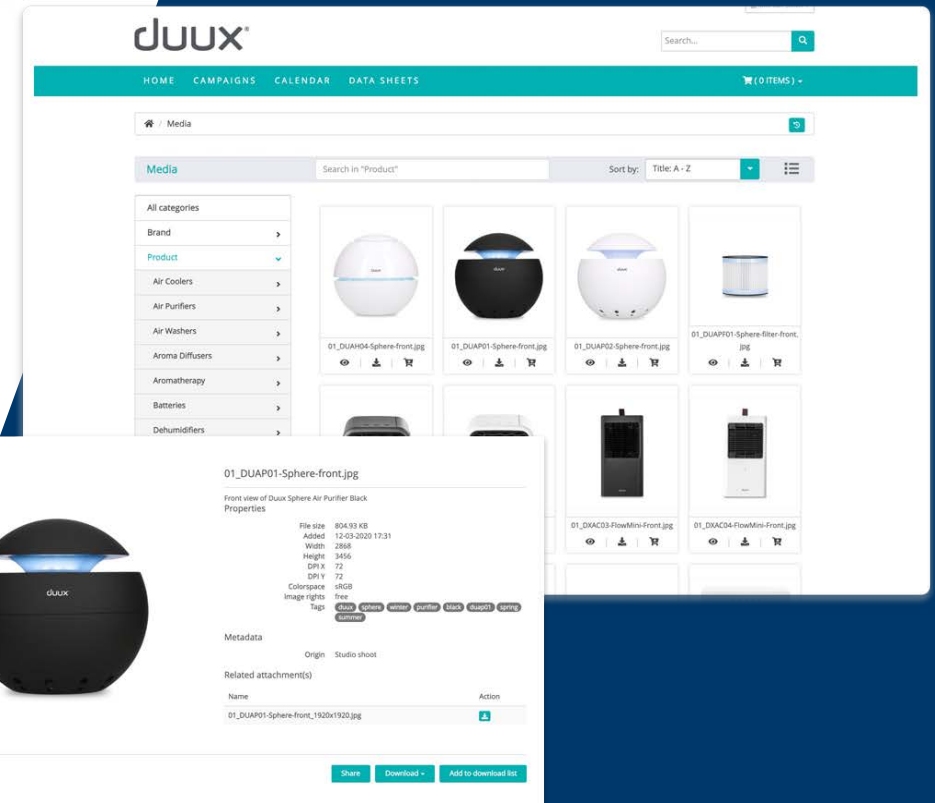 duux
Search...
HOME CAMPAIGNS CALENDAR DATA SHEETS
( 0 ITEMS )
/ Media
Media
Search in "Product"
Sort by:
Title: A - Z
All categories
Brand
Product
Air Coolers
Air Purifiers
Air Washers
Aroma Diffusers
Aromatherapy
Batteries
Dehumidifiers
duux
duux
duux
01_DUAH04-Sphere-front.jpg
01_DUAP01-Sphere-front.jpg
01_DUAP02-Sphere-front.jpg
01_DUAPF01-Sphere-filter-front.
jpg
01_DXAC03-FlowMini-Front.jpg
01_DXAC04-FlowMini-Front.jpg
duux
01_DUAP01-Sphere-front.jpg
Front view of Duux Sphere Air Purifier Black
Properties
File size 804.93 KB
Added 12-03-2020 17:31
Width 2868
Height 3456
DPI X 72
DPI Y 72
Colorspace sRGB
Image rights free
Tags duux sphere winter purifier black duap01 spring
summer
Metadata
Origin Studio shoot
Related attachment(s)
Name Action
01_DUAP01-Sphere-front_1920x1920.jpg
Share
Download
Add to download list